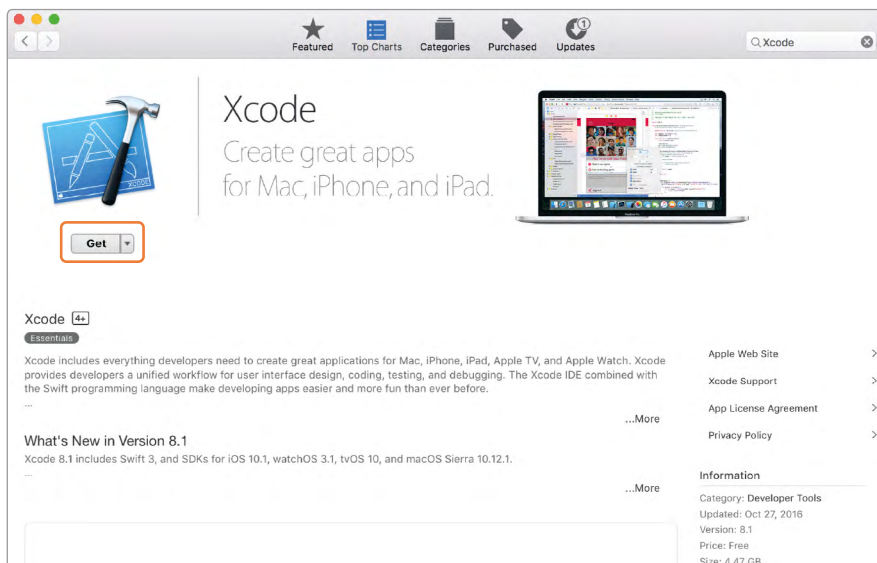 1
Featured Top Charts Categories Purchased Updates
Xcode
Xcode
Create great apps
for Mac, iPhone, and iPad.
XCODE
Get
Xcode 4+
Essentials
Xcode includes everything developers need to create great applications for Mac, iPhone, iPad, Apple TV, and Apple Watch. Xcode
provides developers a unified workflow for user interface design, coding, testing, and debugging. The Xcode IDE combined with
the Swift programming language make developing apps easier and more fun than ever before.
...
...More
What's New in Version 8.1
Xcode 8.1 includes Swift 3, and SDKs for iOS 10.1, watchOS 3.1, tvOS 10, and macOS Sierra 10.12.1.
...
...More
Apple Web Site
Xcode Support
App License Agreement
Privacy Policy
Information
Category: Developer Tools
Updated: Oct 27, 2016
Version: 8.1
Price: Free
Size: 4.47 GB